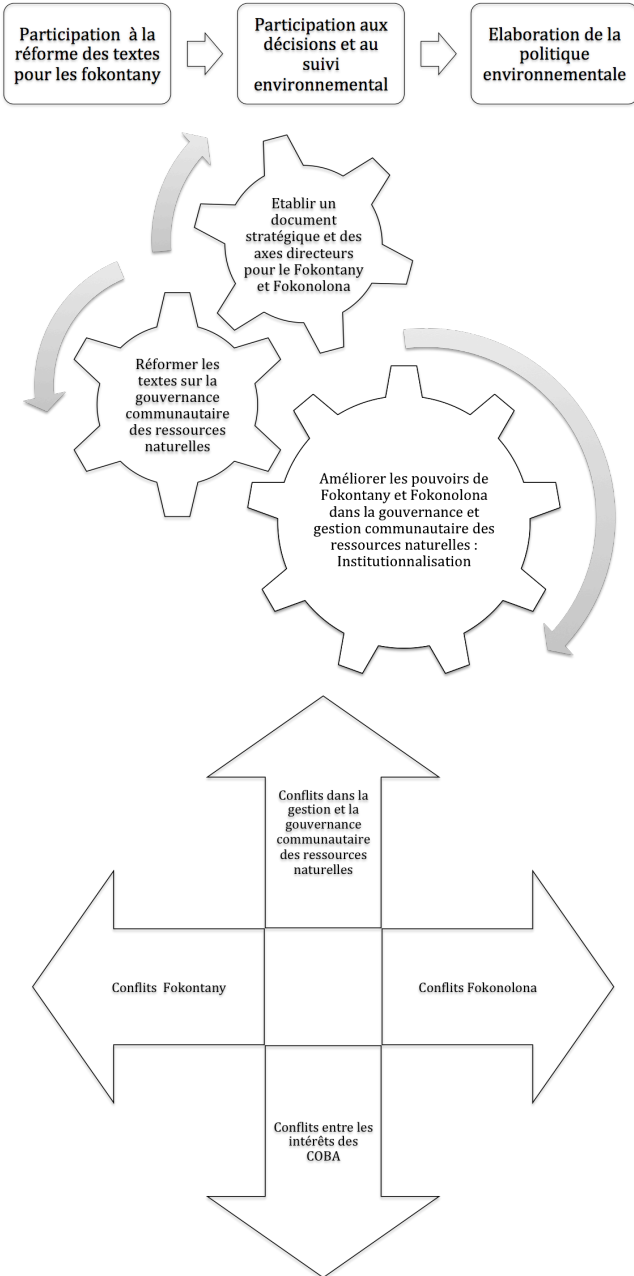 Participation à la
réforme des textes
pour les fokontany
Participation aux
décisions et au
suivi
environnemental
Elaboration de la
politique
environnementale
Etablir un
document
stratégique et des
axes directeurs
pour le Fokontany
et Fokonolona
Réformer les
textes sur la
gouvernance
communautaire
des ressources
naturelles
Améliorer les pouvoirs de
Fokontany et Fokonolona
dans la gouvernance et
gestion communautaire des
ressources naturelles :
Institutionnalisation
Conflits dans la
gestion et la
gouvernance
communautaire
des ressources
naturelles
Conflits Fokontany
Conflits Fokonolona
Conflits entre les
intérêts des
COBA